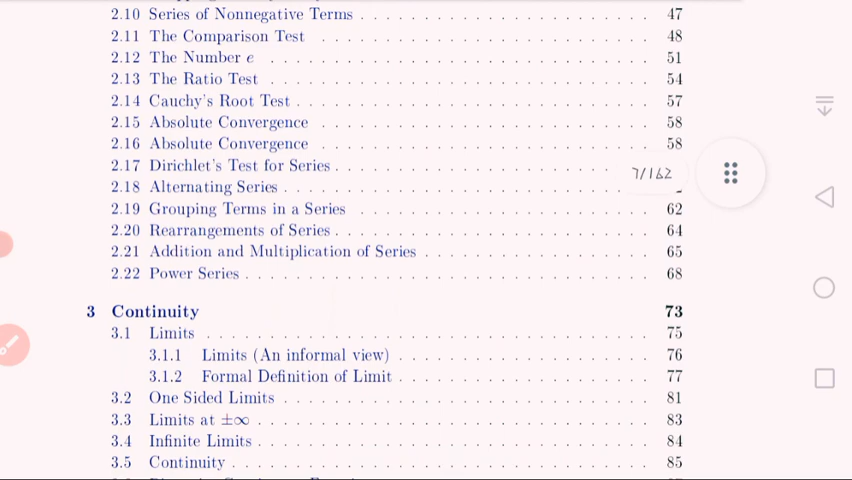 2.10 Series of Nonnegative Terms . . . . . . . . . . . . . . . . . . . . . . . . 47
2.11 The Comparison Test . . . . . . . . . . . . . . . . . . . . . . . . . . . 48
2.12 The Number e . . . . . . . . . . . . . . . . . . . . . . . . . . . . . . 51
2.13 The Ratio Test . . . . . . . . . . . . . . . . . . . . . . . . . . . . . . 54
2.14 Cauchy's Root Test . . . . . . . . . . . . . . . . . . . . . . . . . . . . 57
2.15 Absolute Convergence . . . . . . . . . . . . . . . . . . . . . . . . . . . 58
2.16 Absolute Convergence . . . . . . . . . . . . . . . . . . . . . . . . . . . 58
2.17 Dirichlet's Test for Series . . . . . . . . . . . . . . . . . . . . . . . .
7/162
2.18 Alternating Series . . . . . . . . . . . . . . . . . . . . . . . . . . . .
2.19 Grouping Terms in a Series . . . . . . . . . . . . . . . . . . . . . . . . 62
2.20 Rearrangements of Series . . . . . . . . . . . . . . . . . . . . . . . . . 64
2.21 Addition and Multiplication of Series . . . . . . . . . . . . . . . . . . 65
2.22 Power Series . . . . . . . . . . . . . . . . . . . . . . . . . . . . . . . 68
3 Continuity 73
3.1 Limits . . . . . . . . . . . . . . . . . . . . . . . . . . . . . . . . . . 75
3.1.1 Limits (An informal view) . . . . . . . . . . . . . . . . . . . . . . . 76
3.1.2 Formal Definition of Limit . . . . . . . . . . . . . . . . . . . . . . . 77
3.2 One Sided Limits . . . . . . . . . . . . . . . . . . . . . . . . . . . . . 81
3.3 Limits at ±∞ . . . . . . . . . . . . . . . . . . . . . . . . . . . . . . . 83
3.4 Infinite Limits . . . . . . . . . . . . . . . . . . . . . . . . . . . . . . 84
3.5 Continuity . . . . . . . . . . . . . . . . . . . . . . . . . . . . . . . . 85